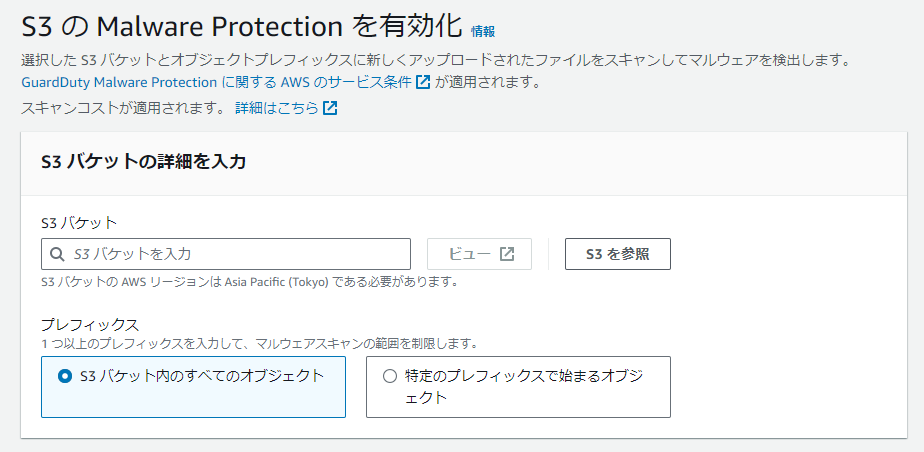 S3 の Malware Protection を有効化 情報
選択した S3 バケットとオブジェクトプレフィックスに新しくアップロードされたファイルをスキャンしてマルウェアを検出します。
GuardDuty Malware Protection に関する AWS のサービス条件 が適用されます。
スキャンコストが適用されます。 詳細はこちら
S3 バケットの詳細を入力
S3 バケット
S3 バケットを入力
ビュー
S3 を参照
S3 バケットの AWS リージョンは Asia Pacific (Tokyo) である必要があります。
プレフィックス
1 つ以上のプレフィックスを入力して、マルウェアスキャンの範囲を制限します。
S3 バケット内のすべてのオブジェクト
特定のプレフィックスで始まるオブジ
ェクト